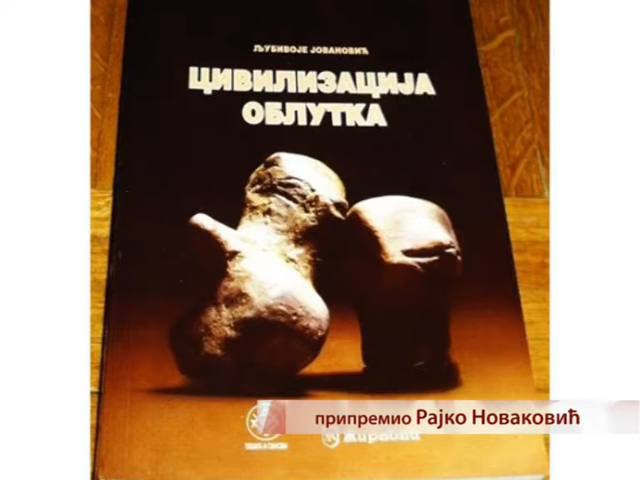 ЉУБИВОЈЕ ЈОВАНОВИЋ
ЦИВИЛИЗАЦИЈА
ОБЛУТКА
припремио Рајко Новаковић